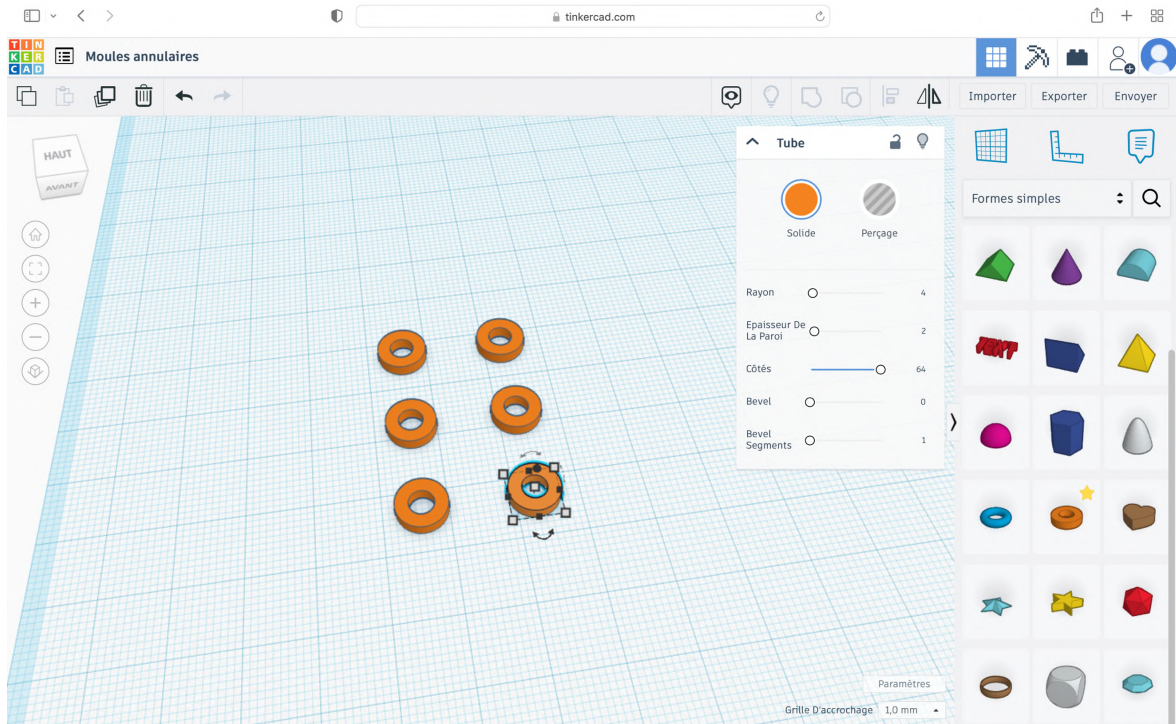 tinkercad.com
TIN
KER
CAD
Moules annulaires
Importer
Exporter
Envoyer
HAUT
AVANT
Tube
Solide
Perçage
Rayon 4
Epaisseur De
La Paroi 2
Côtés 64
Bevel 0
Bevel
Segments 1
Formes simples
TEXT
Paramètres
Grille D'accrochage 1,0 mm